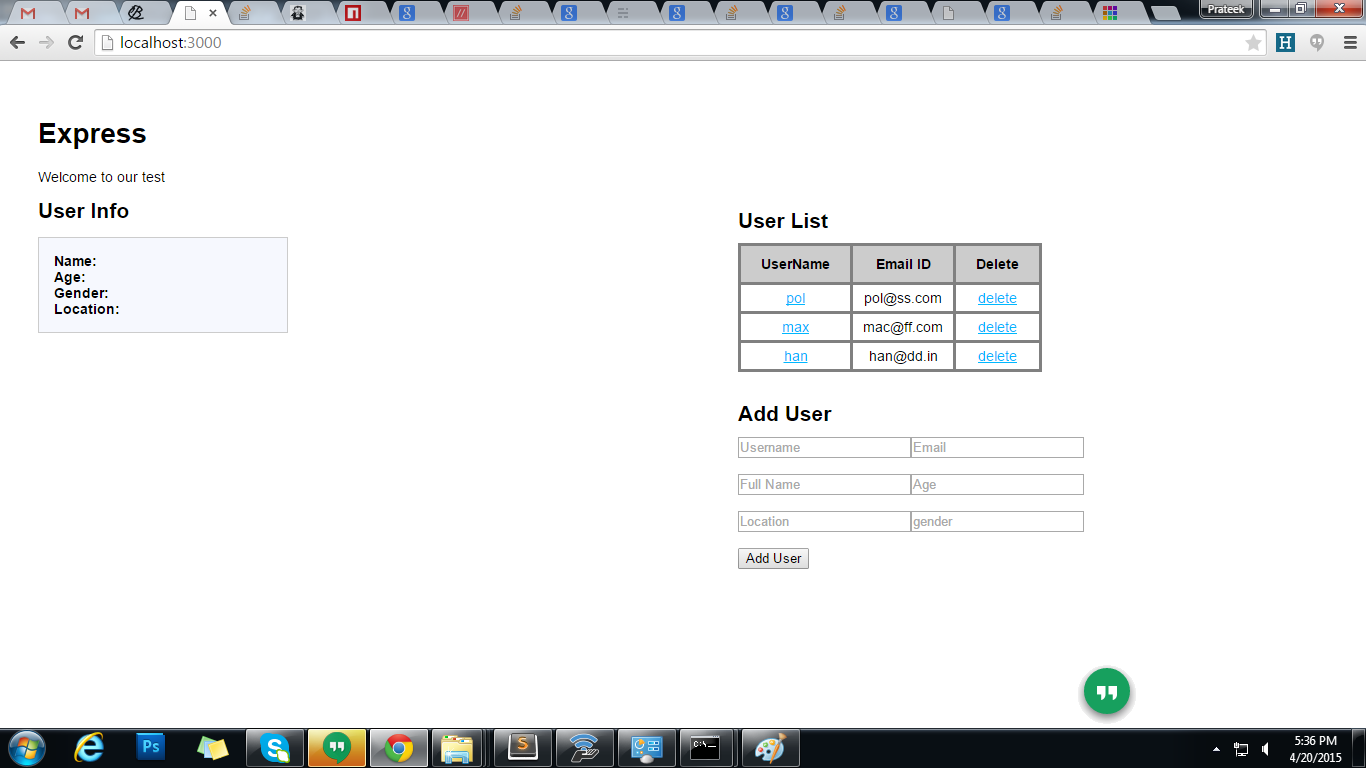 Prateek
localhost:3000
Express
Welcome to our test
User Info
Name:
Age:
Gender:
Location:
User List
UserName Email ID Delete
pol pol@ss.com delete
max mac@ff.com delete
han han@dd.in delete
Add User
Username Email
Full Name Age
Location gender
Add User
Ps
C:\
5:36 PM
4/20/2015